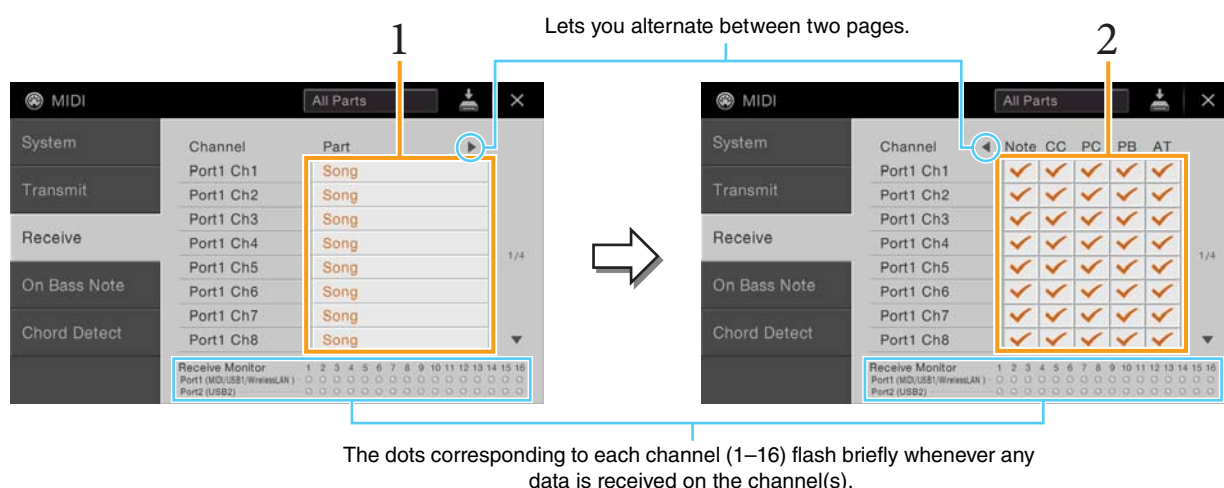 1
Lets you alternate between two pages.
2
MIDI
All Parts
System
Transmit
Receive
On Bass Note
Chord Detect
Channel Part
Port1 Ch1 Song
Port1 Ch2 Song
Port1 Ch3 Song
Port1 Ch4 Song
Port1 Ch5 Song
Port1 Ch6 Song
Port1 Ch7 Song
Port1 Ch8 Song
1/4
Receive Monitor 1 2 3 4 5 6 7 8 9 10 11 12 13 14 15 16
Port1 (MIDI/USB1/WirelessLAN )
Port2 (USB2)
MIDI
All Parts
System
Transmit
Receive
On Bass Note
Chord Detect
Channel Note CC PC PB AT
Port1 Ch1
Port1 Ch2
Port1 Ch3
Port1 Ch4
Port1 Ch5
Port1 Ch6
Port1 Ch7
Port1 Ch8
1/4
Receive Monitor 1 2 3 4 5 6 7 8 9 10 11 12 13 14 15 16
Port1 (MIDI/USB1/WirelessLAN )
Port2 (USB2)
The dots corresponding to each channel (1–16) flash briefly whenever any
data is received on the channel(s).